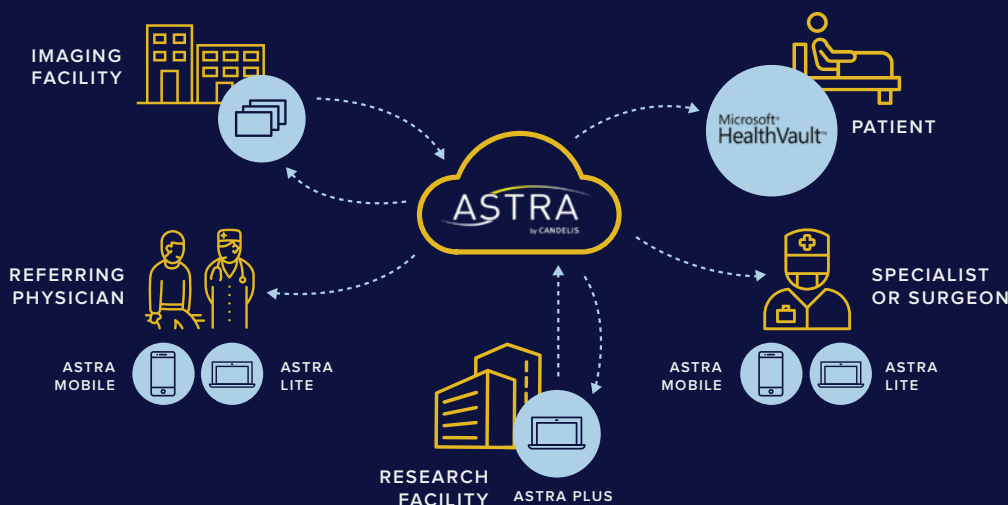 IMAGING
FACILITY
Microsoft®
HealthVault™
PATIENT
ASTRA
by CANDELIS
REFERRING
PHYSICIAN
SPECIALIST
OR SURGEON
ASTRA
MOBILE
ASTRA
LITE
ASTRA
MOBILE
ASTRA
LITE
RESEARCH
FACILITY
ASTRA PLUS